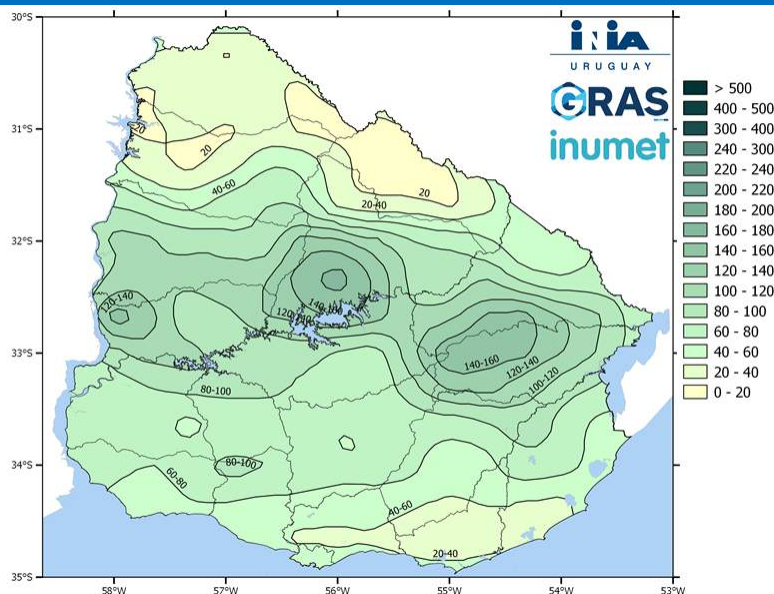 30°S
31°S
32°S
33°S
34°S
35°S
58°W
57°W
56°W
55°W
54°W
53°W
INIA
URUGUAY
GRAS
inumet
> 500
400 - 500
300 - 400
240 - 300
220 - 240
200 - 220
180 - 200
160 - 180
140 - 160
120 - 140
100 - 120
80 - 100
60 - 80
40 - 60
20 - 40
0 - 20
20
20
20
40-60
20-40
120-140
140-160
80-100
140-160
120-140
100-120
80-100
60-80
40-60
20-40